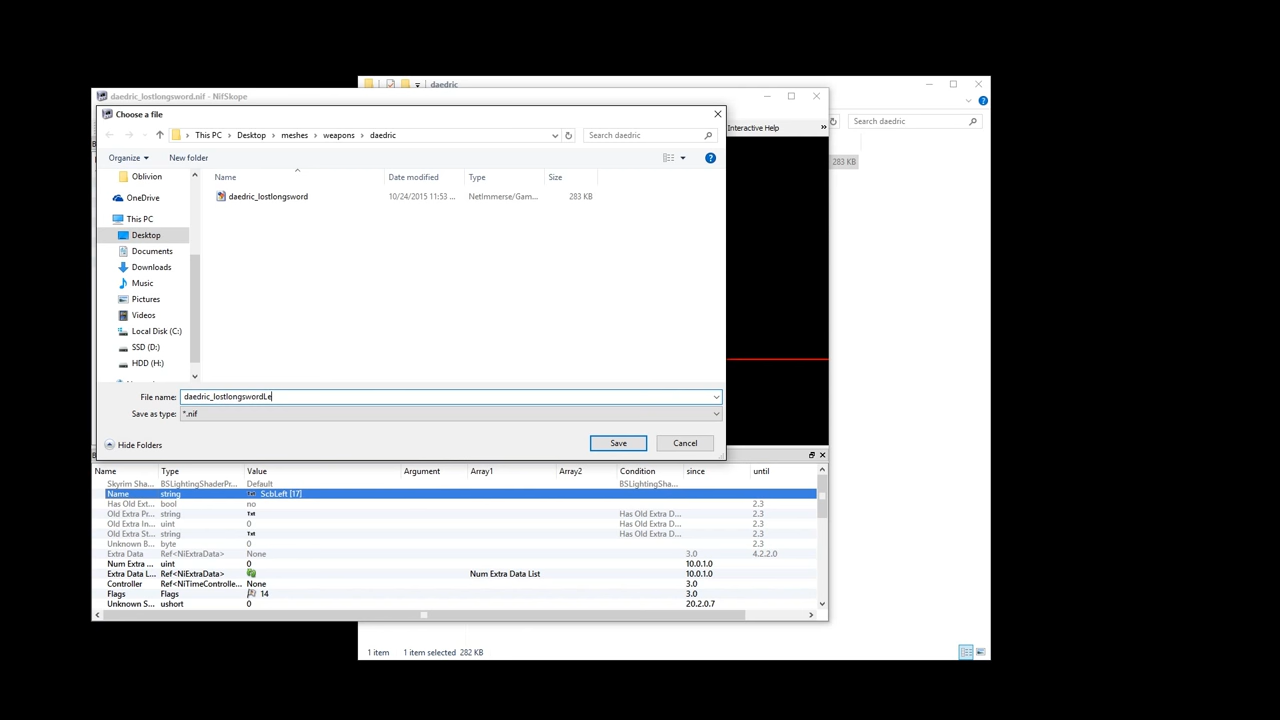 daedric
daedric_lostlongsword.nif - NifSkope
Choose a file
This PC > Desktop > meshes > weapons > daedric
Search daedric
Search daedric
Interactive Help
»
Organize
New folder
283 KB
Name
Date modified
Type
Size
Oblivion
daedric_lostlongsword
10/24/2015 11:53 ...
NetImmerse/Gam...
283 KB
OneDrive
This PC
Desktop
Documents
Downloads
Music
Pictures
Videos
Local Disk (C:)
SSD (D:)
HDD (H:)
File name:
daedric_lostlongswordLe
Save as type:
*.nif
Hide Folders
Save
Cancel
Name Type Value Argument Array1 Array2 Condition since until
Skyrim Sha... BSLightingShaderPr... Default BSLightingSha...
Name string Txt ScbLeft [17]
Has Old Ext... bool no 2.3
Old Extra Pr... string Txt Has Old Extra D... 2.3
Old Extra In... uint 0 Has Old Extra D... 2.3
Old Extra St... string Txt Has Old Extra D... 2.3
Unknown B... byte 0 2.3
Extra Data Ref<NiExtraData> None 3.0 4.2.2.0
Num Extra ... uint 0 10.0.1.0
Extra Data L... Ref<NiExtraData> Num Extra Data List 10.0.1.0
Controller Ref<NiTimeControlle... None 3.0
Flags Flags 14 3.0
Unknown S... ushort 0 20.2.0.7
1 item 1 item selected 282 KB